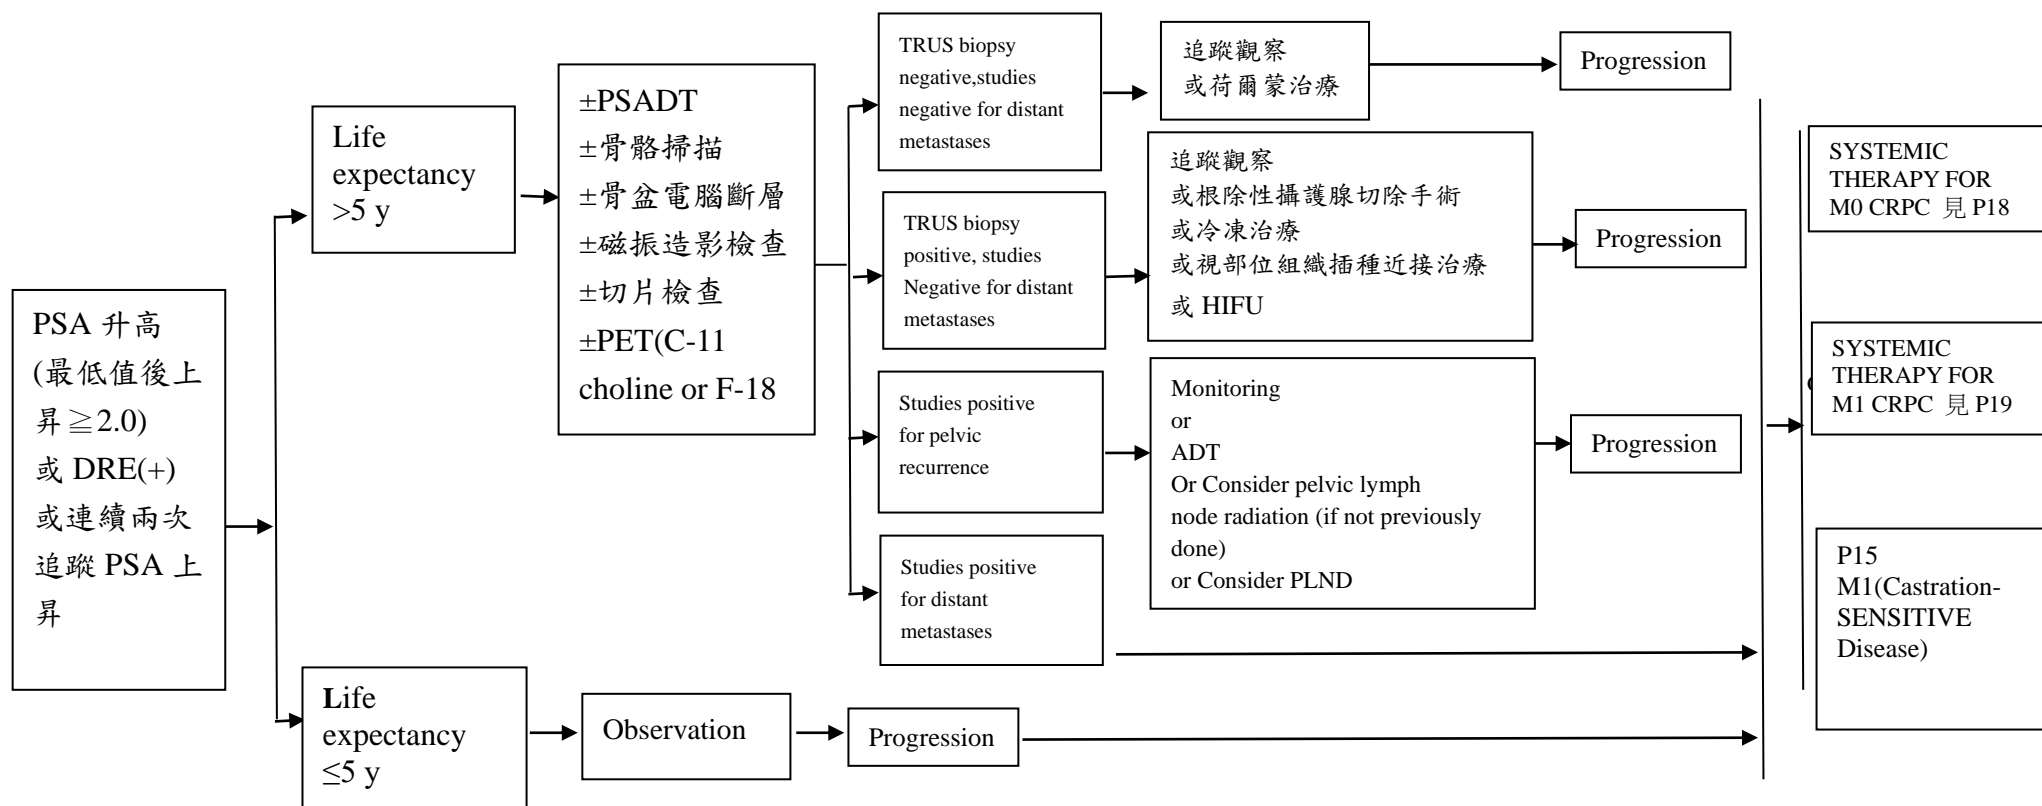 PSA 升高
(最低值後上
昇≧2.0)
或 DRE(+)
或連續兩次
追蹤 PSA 上
昇
Life
expectancy
>5 y
±PSADT
±骨骼掃描
±骨盆電腦斷層
±磁振造影檢查
±切片檢查
±PET(C-11
choline or F-18
TRUS biopsy
negative,studies
negative for distant
metastases
追蹤觀察
或荷爾蒙治療
Progression
TRUS biopsy
positive, studies
Negative for distant
metastases
追蹤觀察
或根除性攝護腺切除手術
或冷凍治療
或視部位組織插種近接治療
或 HIFU
Progression
Studies positive
for pelvic
recurrence
Monitoring
or
ADT
Or Consider pelvic lymph
node radiation (if not previously
done)
or Consider PLND
Progression
Studies positive
for distant
metastases
Life
expectancy
≤5 y
Observation
Progression
SYSTEMIC
THERAPY FOR
M0 CRPC 見 P18
SYSTEMIC
THERAPY FOR
M1 CRPC 見 P19
P15
M1(Castration-
SENSITIVE
Disease)